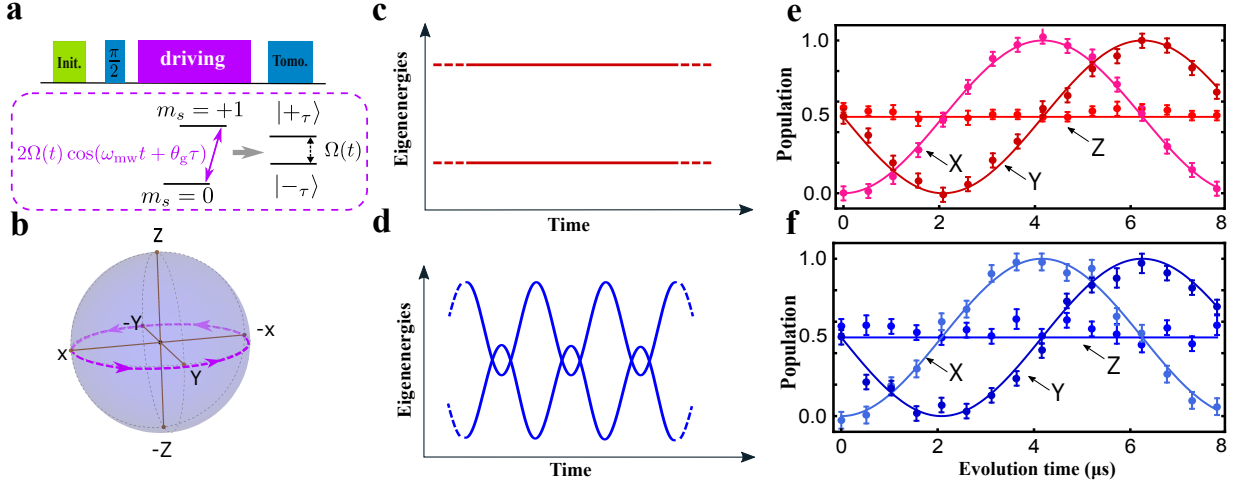 a
Init.
π/2
driving
Tomo.
m_s = +1
|+_τ⟩
2Ω(t) cos(ω_mw t + θ_g τ)
Ω(t)
m_s = 0
|−_τ⟩
b
Z
-Y
-x
x
Y
-Z
c
Eigenenergies
Time
d
Eigenenergies
Time
e
Population
1.0
0.5
0.0
X
Y
Z
0 2 4 6 8
f
Population
1.0
0.5
0.0
X
Y
Z
0 2 4 6 8
Evolution time (μs)